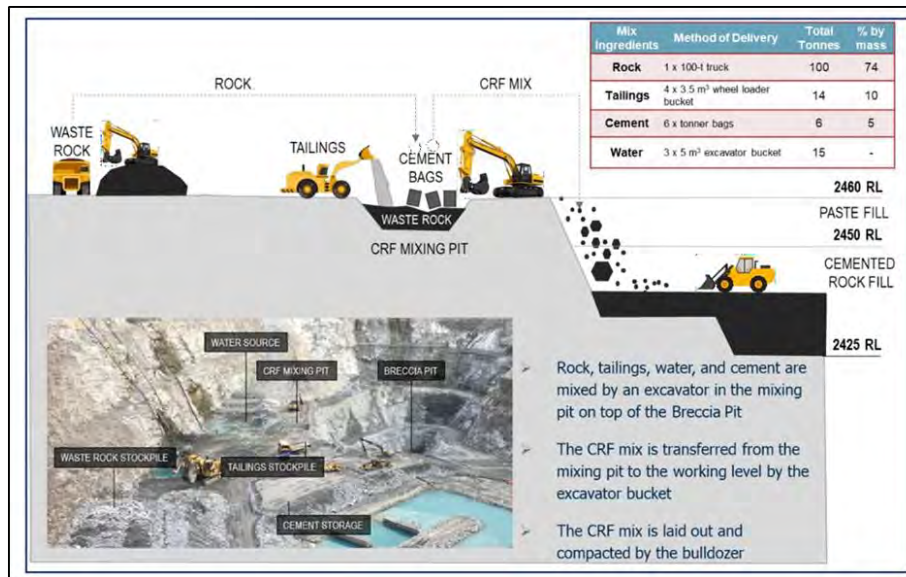 Mix Ingredients Method of Delivery Total Tonnes % by mass
Rock 1 x 100-t truck 100 74
Tailings 4 x 3.5 m³ wheel loader bucket 14 10
Cement 6 x tonner bags 6 5
Water 3 x 5 m³ excavator bucket 15 -
ROCK
CRF MIX
WASTE
ROCK
TAILINGS
CEMENT
BAGS
WASTE ROCK
CRF MIXING PIT
2460 RL
PASTE FILL
2450 RL
CEMENTED
ROCK FILL
2425 RL
WATER SOURCE
CRF MIXING PIT
BRECCIA PIT
WASTE ROCK STOCKPILE
TAILINGS STOCKPILE
CEMENT STORAGE
➢ Rock, tailings, water, and cement are
mixed by an excavator in the mixing
pit on top of the Breccia Pit
➢ The CRF mix is transferred from the
mixing pit to the working level by the
excavator bucket
➢ The CRF mix is laid out and
compacted by the bulldozer